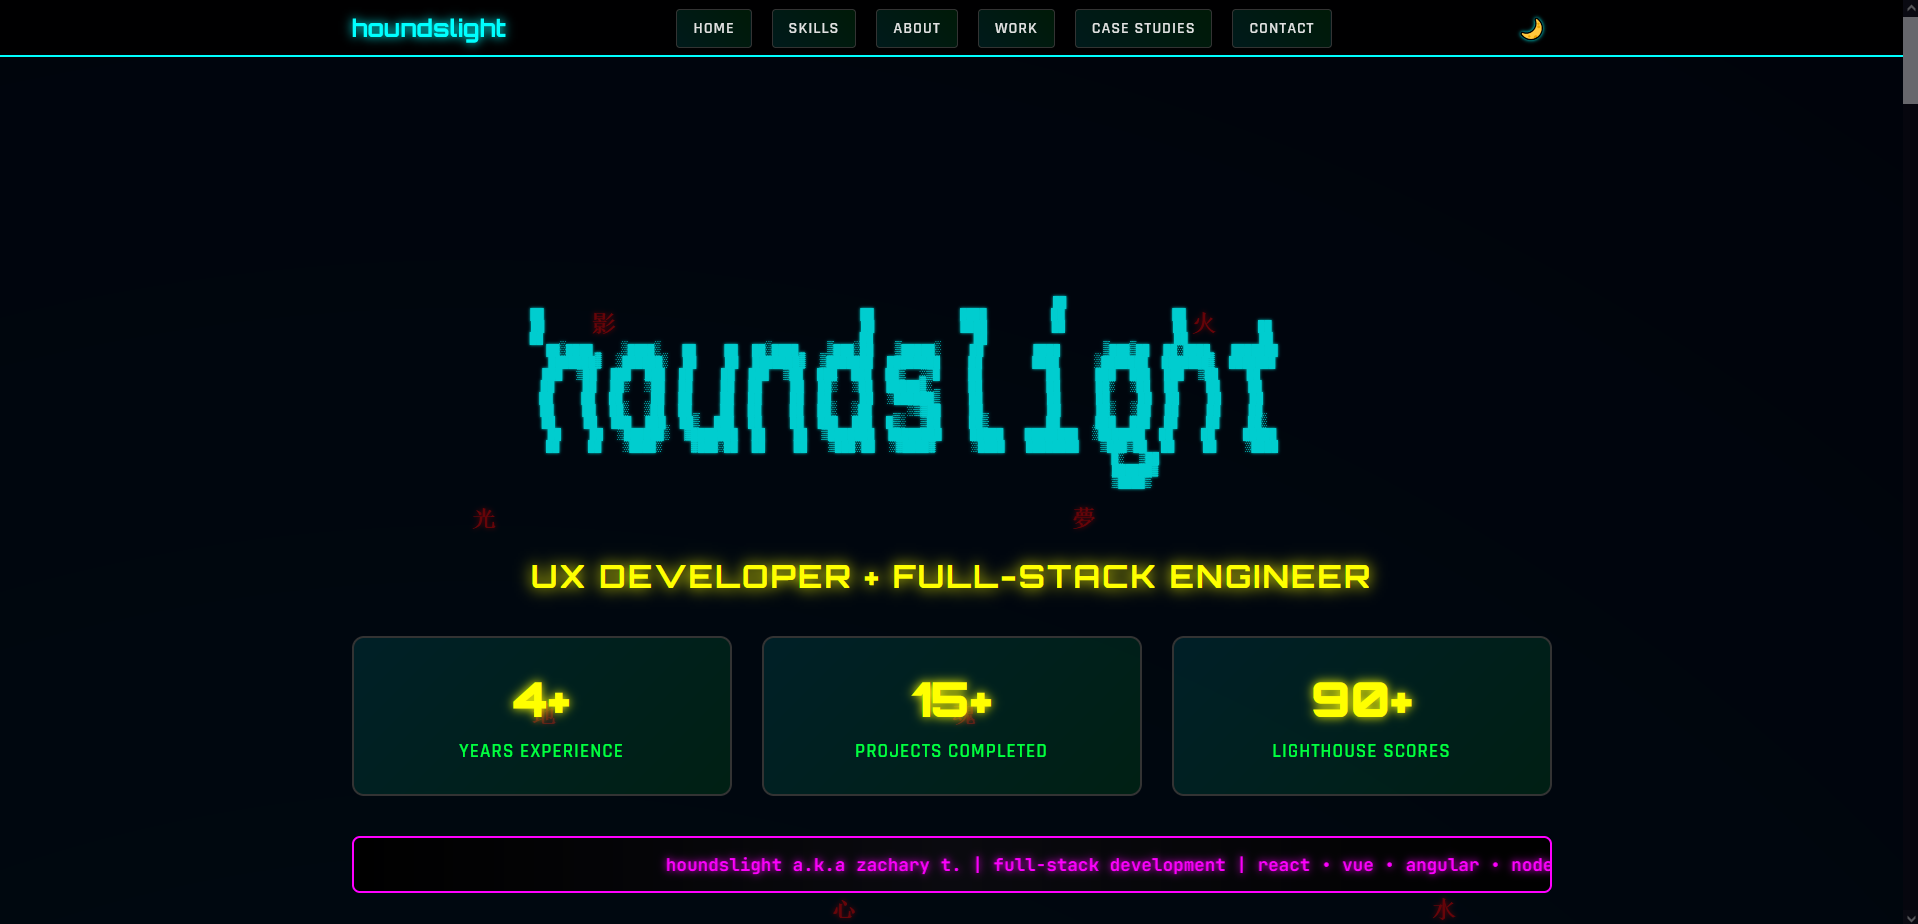 houndslight
HOME
SKILLS
ABOUT
WORK
CASE STUDIES
CONTACT
影
火
houndslight
光
夢
UX DEVELOPER + FULL-STACK ENGINEER
4+
15+
90+
YEARS EXPERIENCE
PROJECTS COMPLETED
LIGHTHOUSE SCORES
houndslight a.k.a zachary t. | full-stack development | react • vue • angular • node
心
水